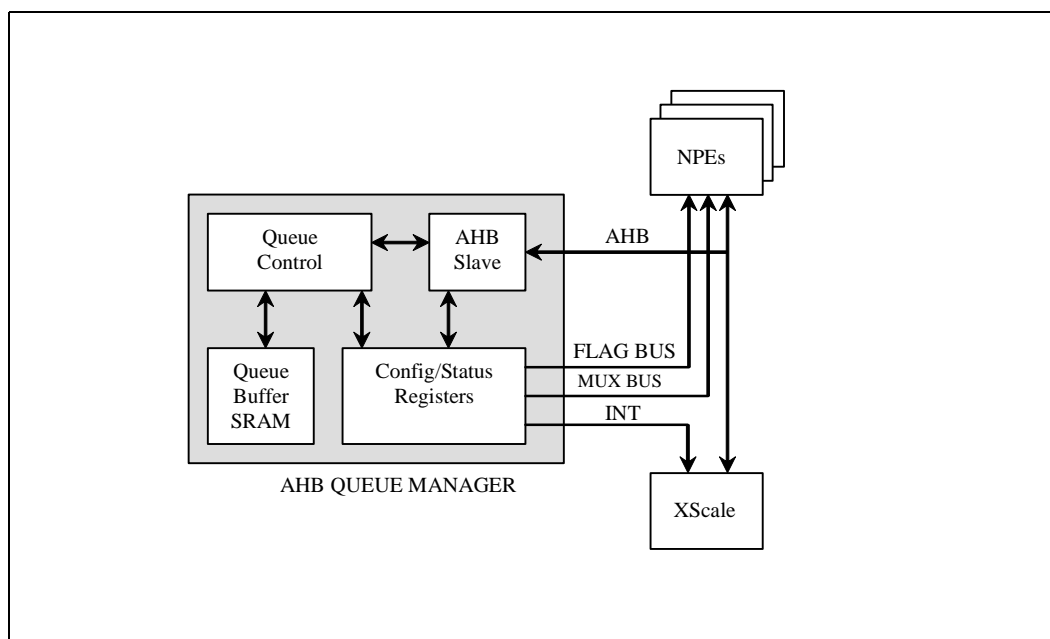 NPEs
Queue
Control
AHB
Slave
AHB
Queue
Buffer
SRAM
Config/Status
Registers
FLAG BUS
MUX BUS
INT
AHB QUEUE MANAGER
XScale